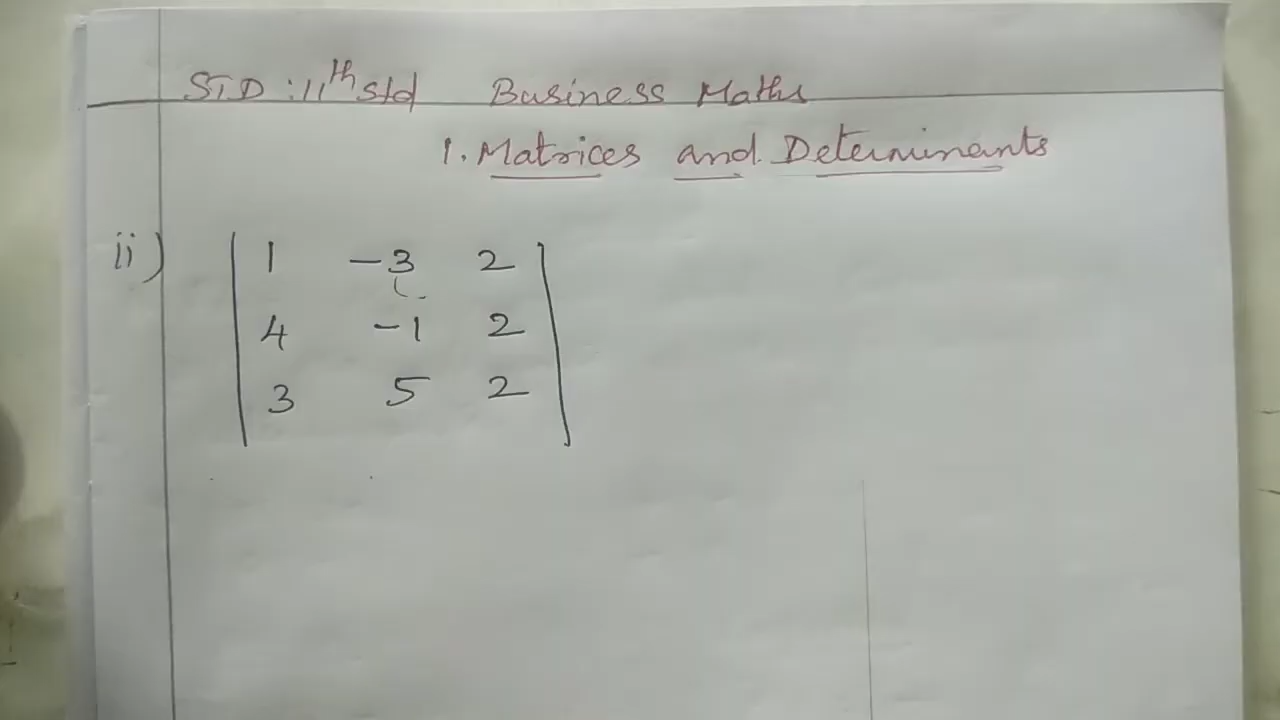 STD : 11th std Business Maths
1. Matrices and Determinants
ii) | 1 -3 2 |
| 4 -1 2 |
| 3 5 2 |